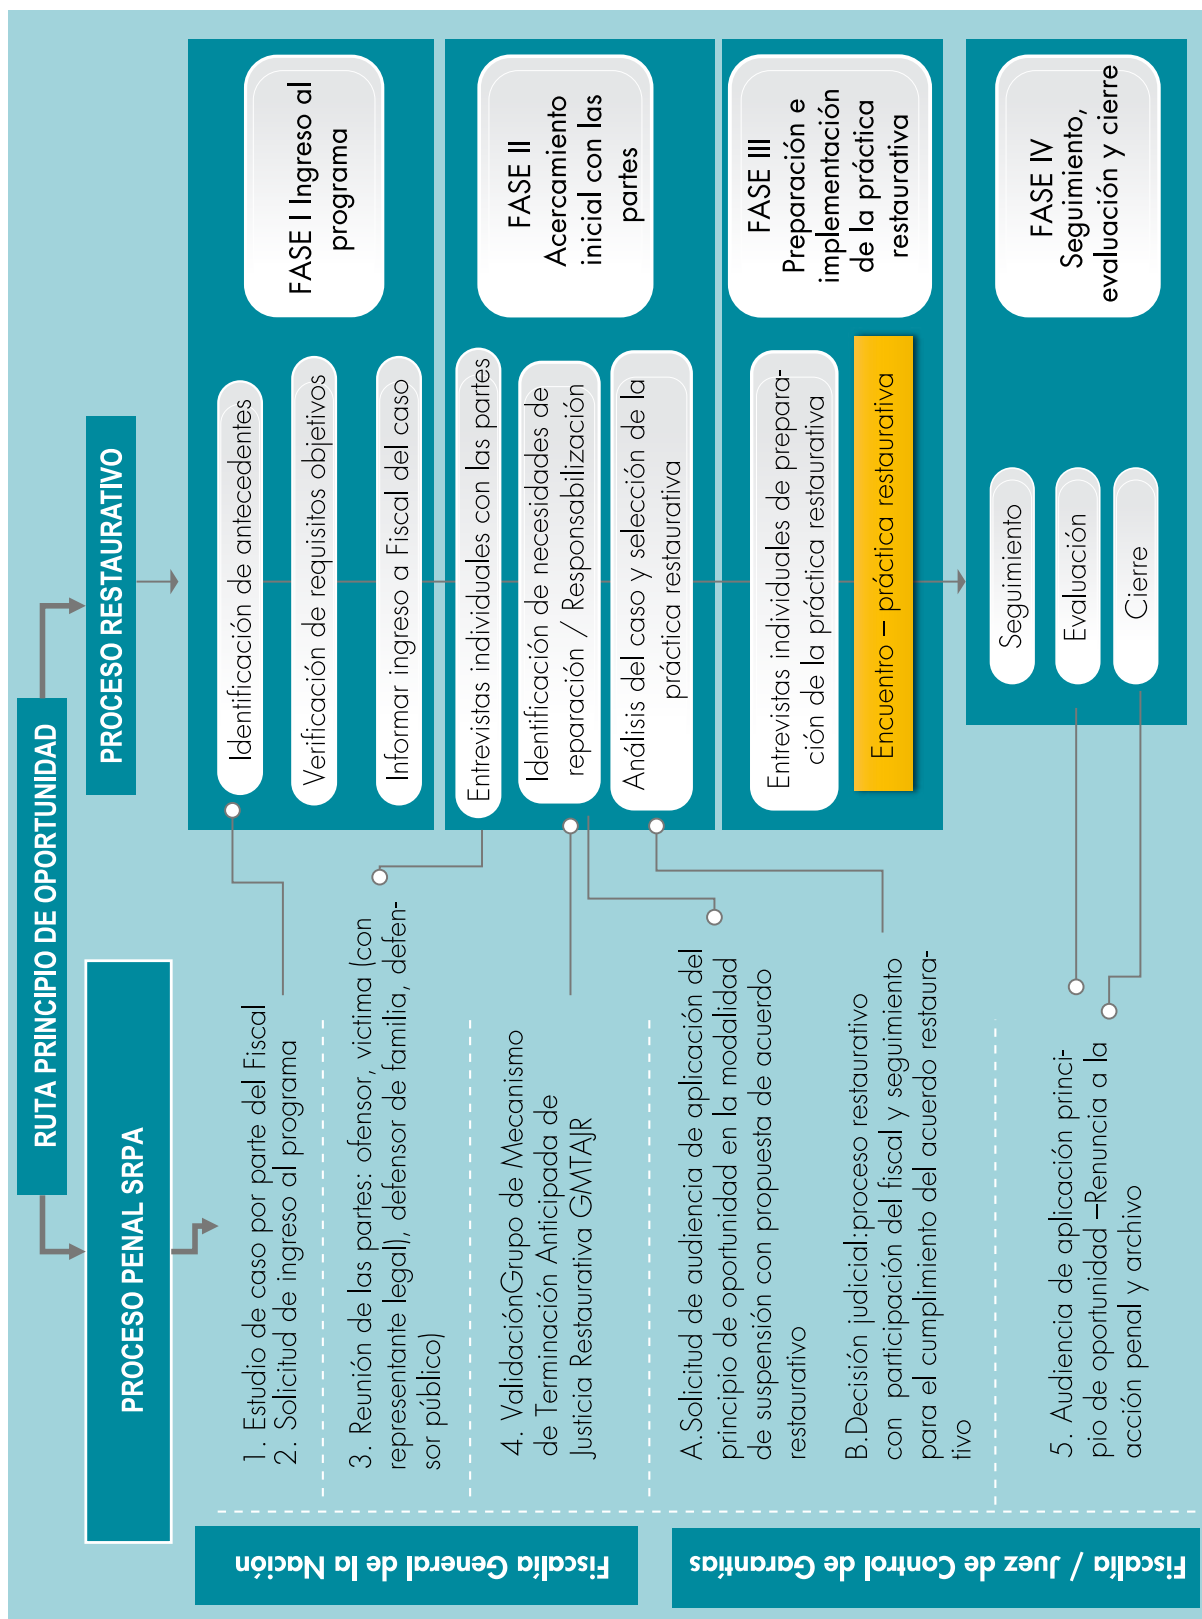 RUTA PRINCIPIO DE OPORTUNIDAD
PROCESO PENAL SRPA
PROCESO RESTAURATIVO
Fiscalía General de la Nación
1. Estudio de caso por parte del Fiscal
2. Solicitud de ingreso al programa
3. Reunión de las partes: ofensor, victima (con
representante legal), defensor de familia, defen-
sor público)
4. ValidaciónGrupo de Mecanismo
de Terminación Anticipada de
Justicia Restaurativa GMTAJR
Fiscalía / Juez de Control de Garantías
A.Solicitud de audiencia de aplicación del
principio de oportunidad en la modalidad
de suspensión con propuesta de acuerdo
restaurativo
B.Decisión judicial:proceso restaurativo
con participación del fiscal y seguimiento
para el cumplimiento del acuerdo restaura-
tivo
5. Audiencia de aplicación princi-
pio de oportunidad –Renuncia a la
acción penal y archivo
Identificación de antecedentes
Verificación de requisitos objetivos
Informar ingreso a Fiscal del caso
FASE I Ingreso al
programa
Entrevistas individuales con las partes
Identificación de necesidades de
reparación / Responsabilización
Análisis del caso y selección de la
práctica restaurativa
FASE II
Acercamiento
inicial con las
partes
Entrevistas individuales de prepara-
ción de la práctica restaurativa
Encuentro – práctica restaurativa
FASE III
Preparación e
implementación
de la práctica
restaurativa
Seguimiento
Evaluación
Cierre
FASE IV
Seguimiento,
evaluación y cierre